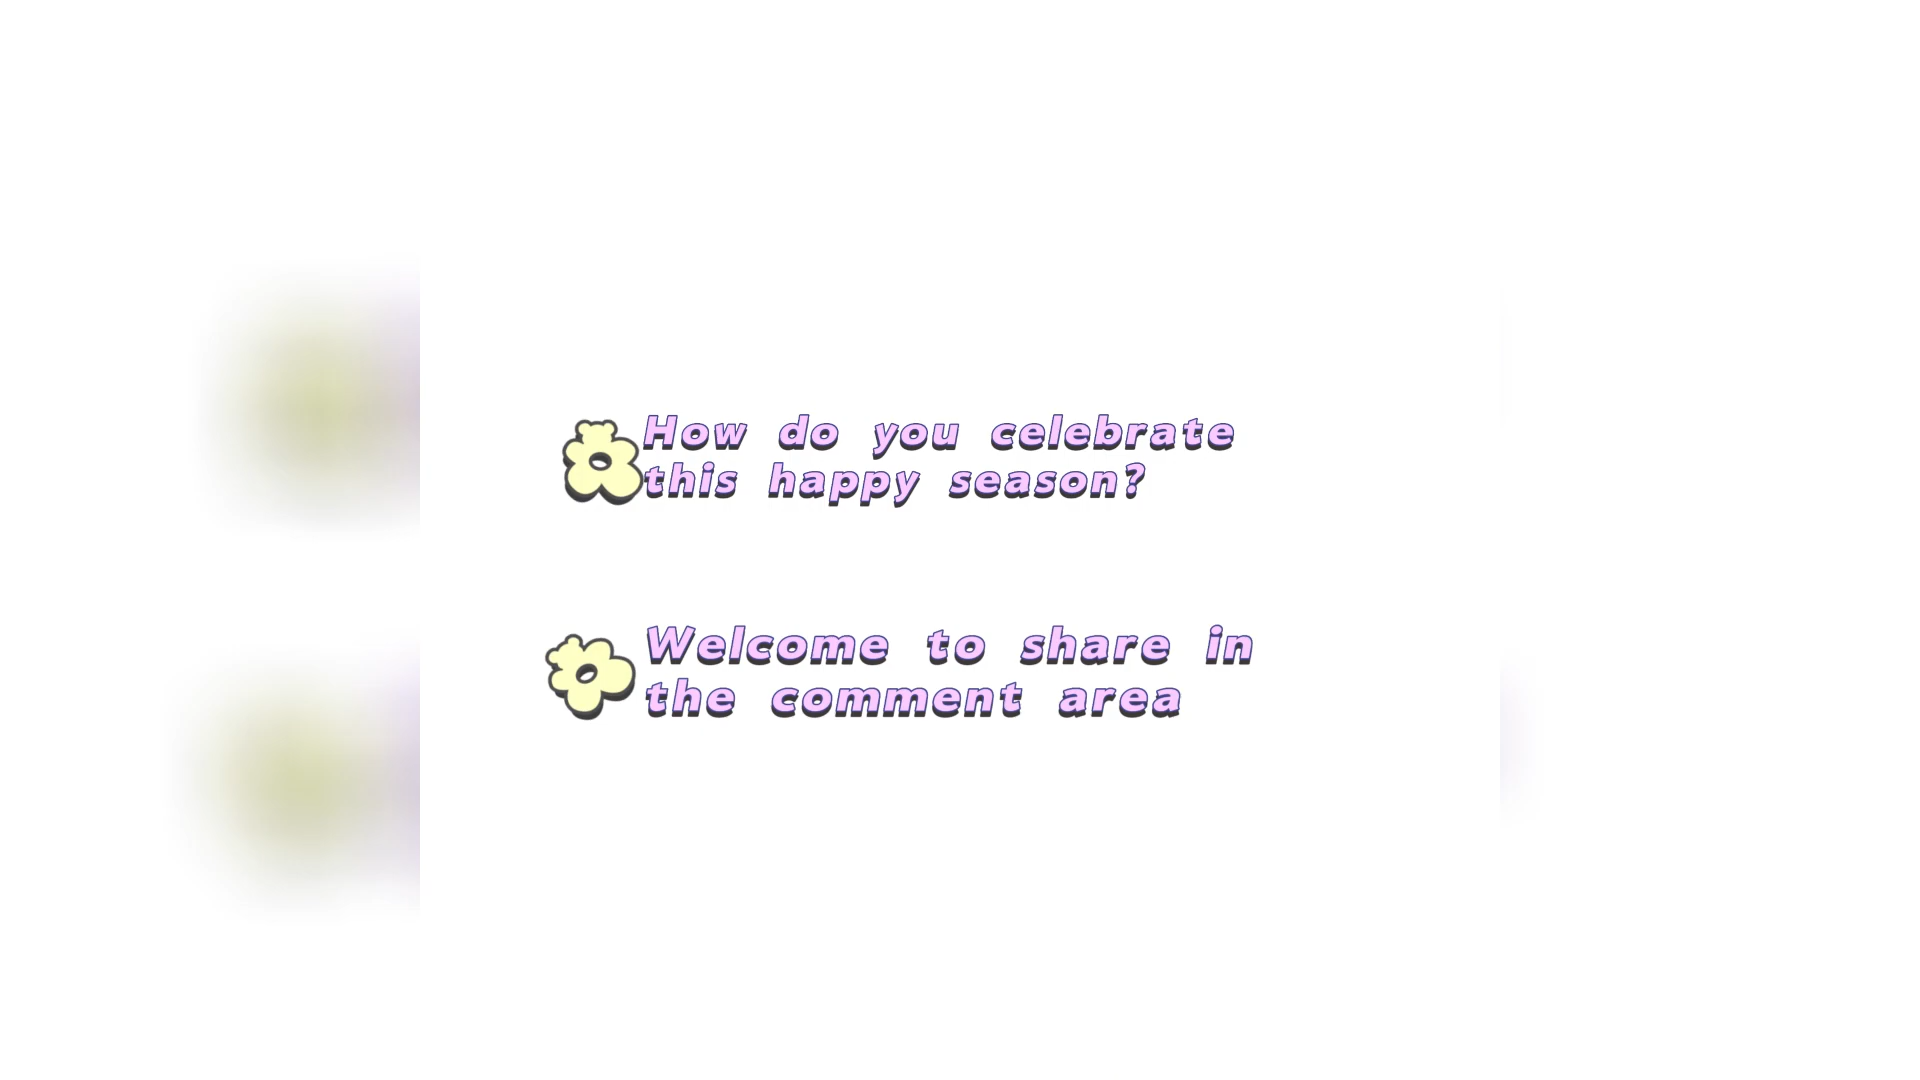 How do you celebrate
this happy season?
Welcome to share in
the comment area